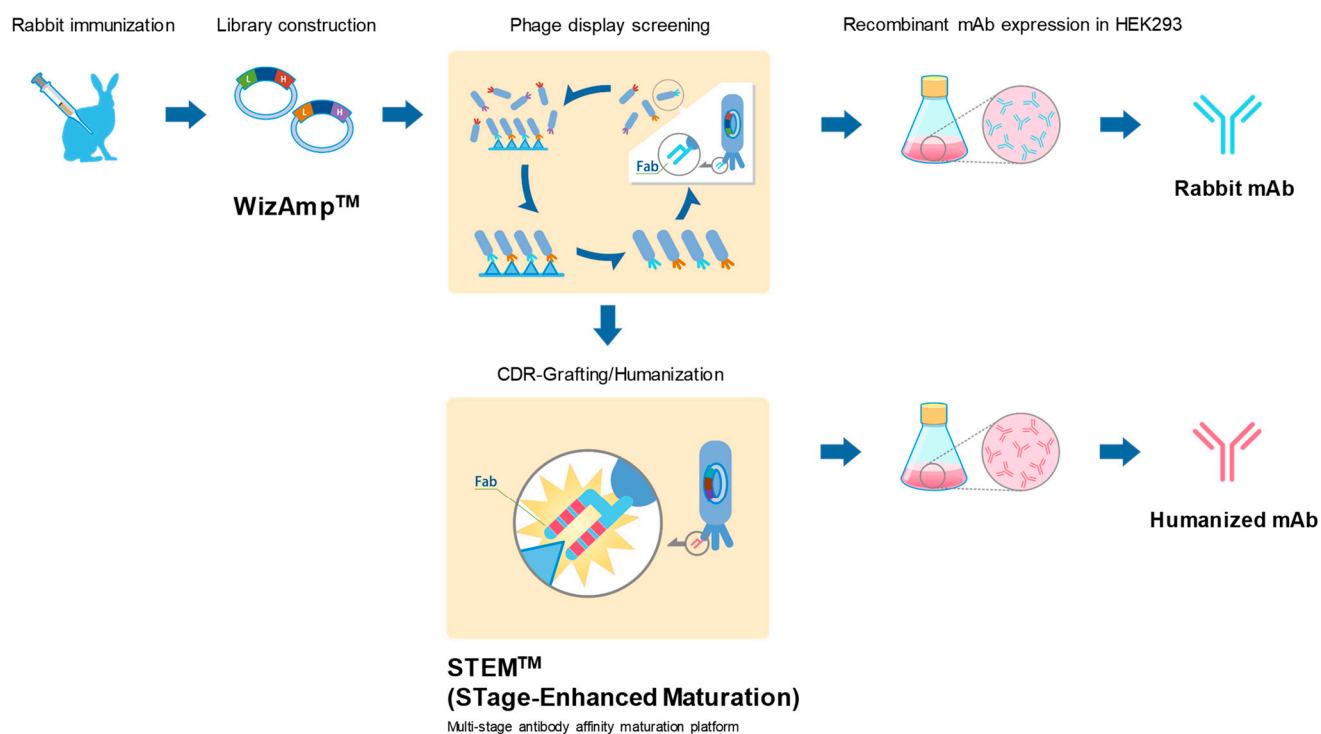 Rabbit immunization
Library construction
Phage display screening
Recombinant mAb expression in HEK293
L
H
L
H
WizAmp™
Fab
Rabbit mAb
CDR-Grafting/Humanization
Fab
Humanized mAb
STEM™
(STage-Enhanced Maturation)
Multi-stage antibody affinity maturation platform